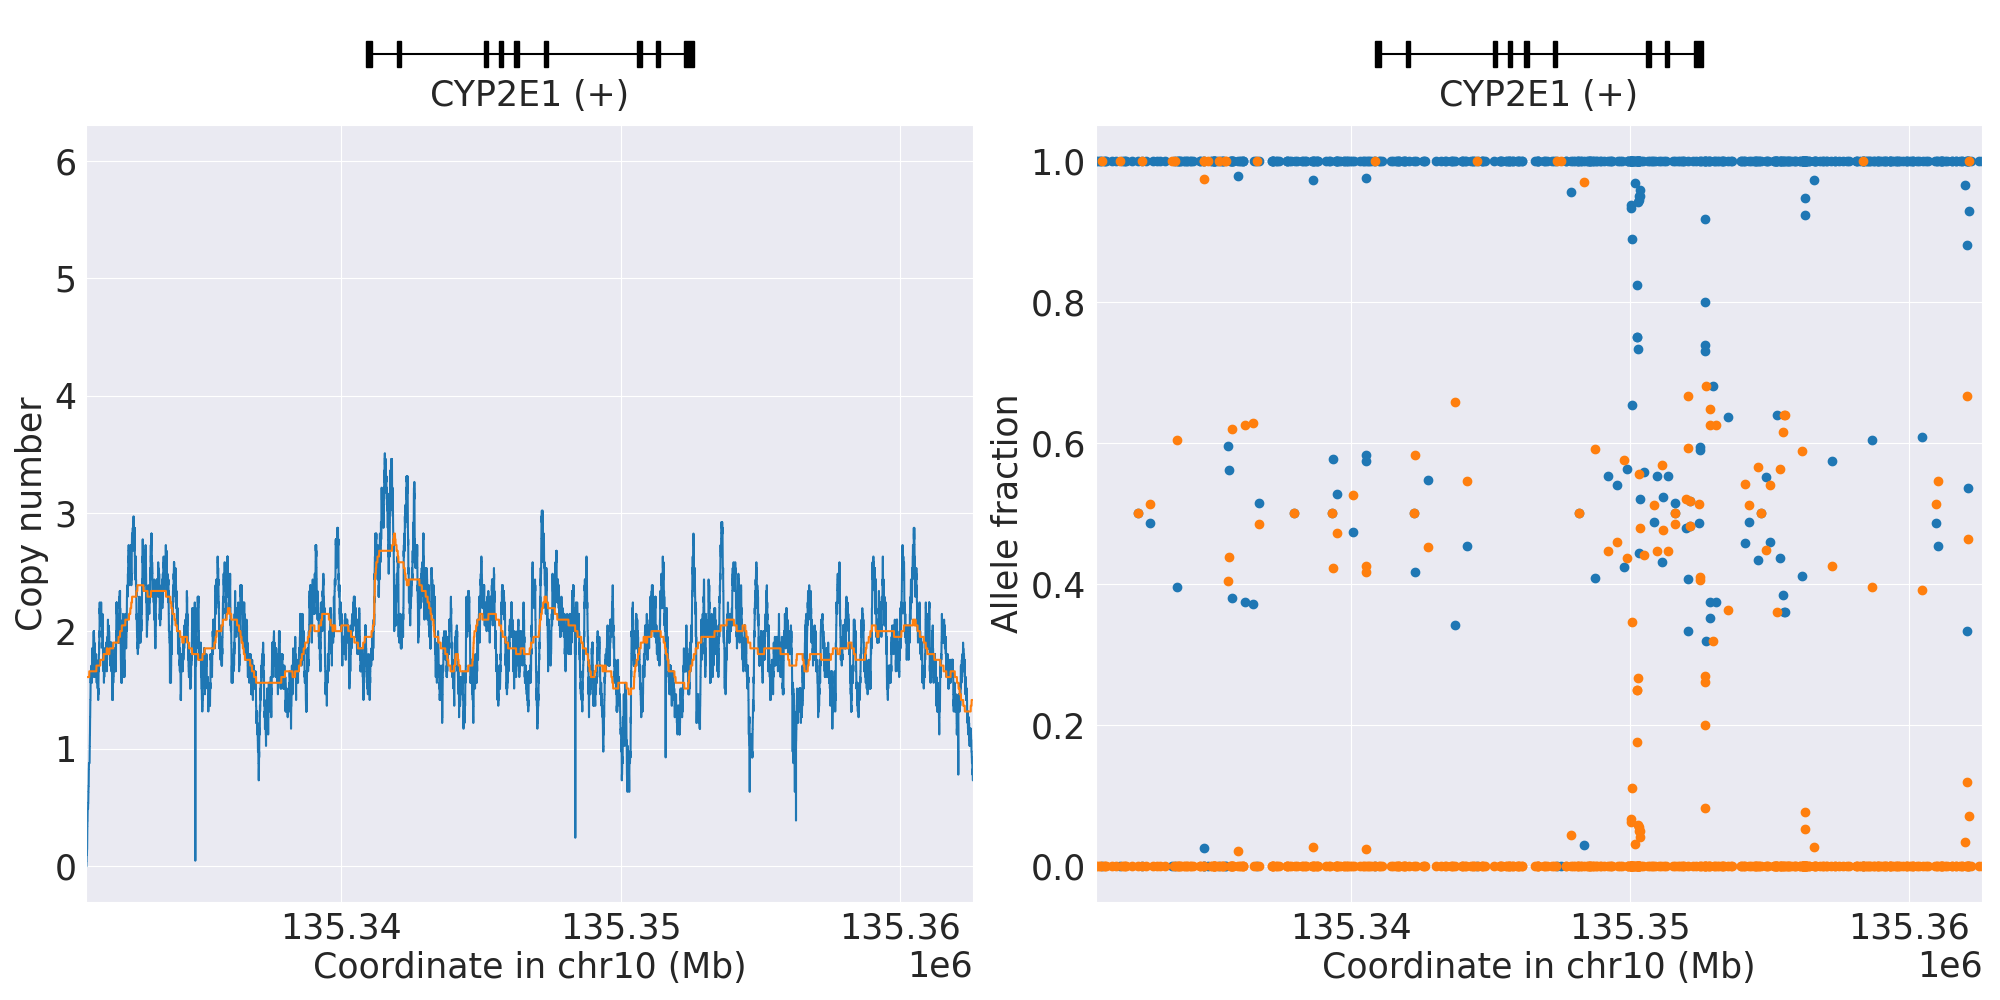 CYP2E1 (+)
6
5
4
3
2
1
0
Copy number
135.34
135.35
135.36
Coordinate in chr10 (Mb)
1e6
CYP2E1 (+)
1.0
0.8
0.6
0.4
0.2
0.0
Allele fraction
135.34
135.35
135.36
Coordinate in chr10 (Mb)
1e6